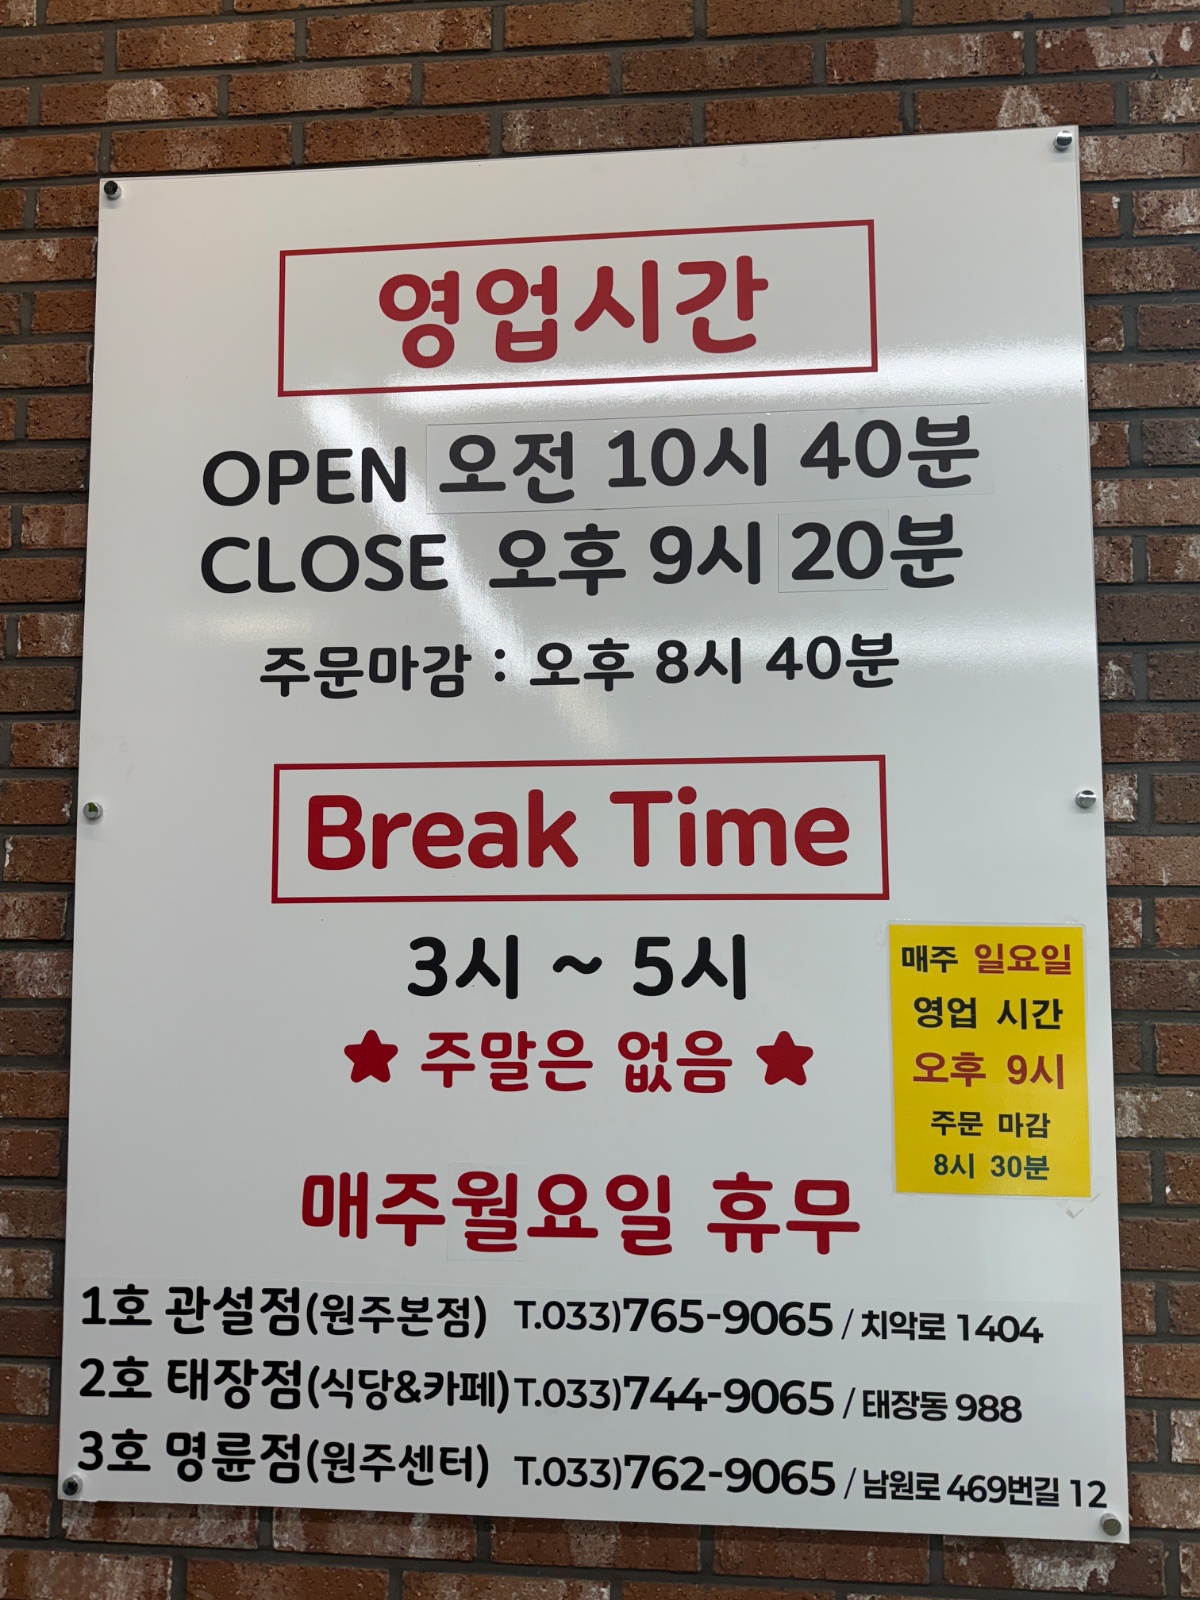 영업시간
OPEN 오전 10시 40분
CLOSE 오후 9시 20분
주문마감 : 오후 8시 40분
Break Time
3시 ~ 5시
★ 주말은 없음 ★
매주 일요일
영업 시간
오후 9시
주문 마감
8시 30분
매주월요일 휴무
1호 관설점(원주본점) T.033)765-9065 / 치악로 1404
2호 태장점(식당&카페) T.033)744-9065 / 태장동 988
3호 명륜점(원주센터) T.033)762-9065 / 남원로 469번길 12